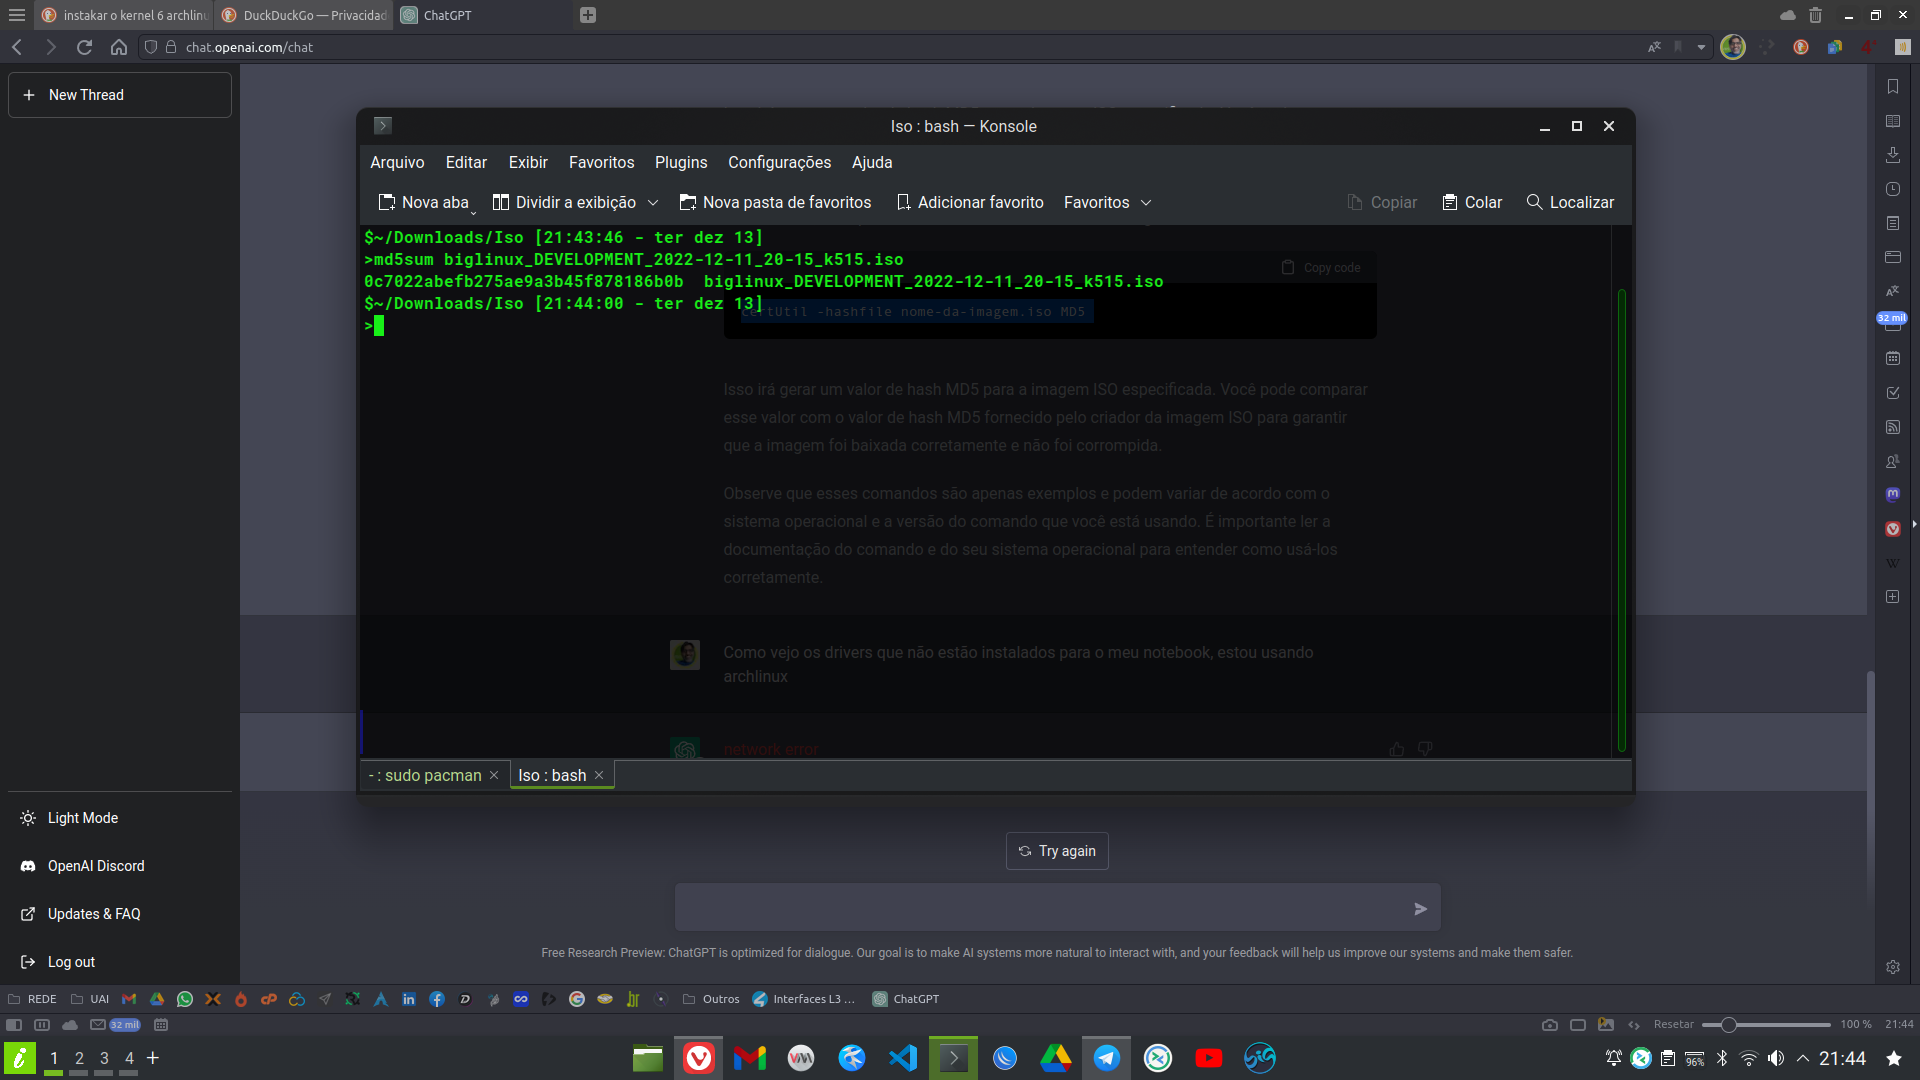 instakar o kernel 6 archlinu
DuckDuckGo — Privacidad
ChatGPT
chat.openai.com/chat
New Thread
Iso : bash — Konsole
Arquivo Editar Exibir Favoritos Plugins Configurações Ajuda
Nova aba Dividir a exibição Nova pasta de favoritos Adicionar favorito Favoritos Copiar Colar Localizar
$~/Downloads/Iso [21:43:46 - ter dez 13]
>md5sum biglinux_DEVELOPMENT_2022-12-11_20-15_k515.iso
0c7022abefb275ae9a3b45f878186b0b  biglinux_DEVELOPMENT_2022-12-11_20-15_k515.iso
$~/Downloads/Iso [21:44:00 - ter dez 13]
>
Copy code
certUtil -hashfile nome-da-imagem.iso MD5
Isso irá gerar um valor de hash MD5 para a imagem ISO especificada. Você pode comparar
esse valor com o valor de hash MD5 fornecido pelo criador da imagem ISO para garantir
que a imagem foi baixada corretamente e não foi corrompida.
Observe que esses comandos são apenas exemplos e podem variar de acordo com o
sistema operacional e a versão do comando que você está usando. É importante ler a
documentação do comando e do seu sistema operacional para entender como usá-los
corretamente.
Como vejo os drivers que não estão instalados para o meu notebook, estou usando
archlinux
network error
- : sudo pacman
Iso : bash
32 mil
Light Mode
OpenAI Discord
Updates & FAQ
Log out
Try again
Free Research Preview: ChatGPT is optimized for dialogue. Our goal is to make AI systems more natural to interact with, and your feedback will help us improve our systems and make them safer.
REDE UAI Outros Interfaces L3 ... ChatGPT
32 mil Resetar 100 % 21:44
1 2 3 4 + 96% 21:44